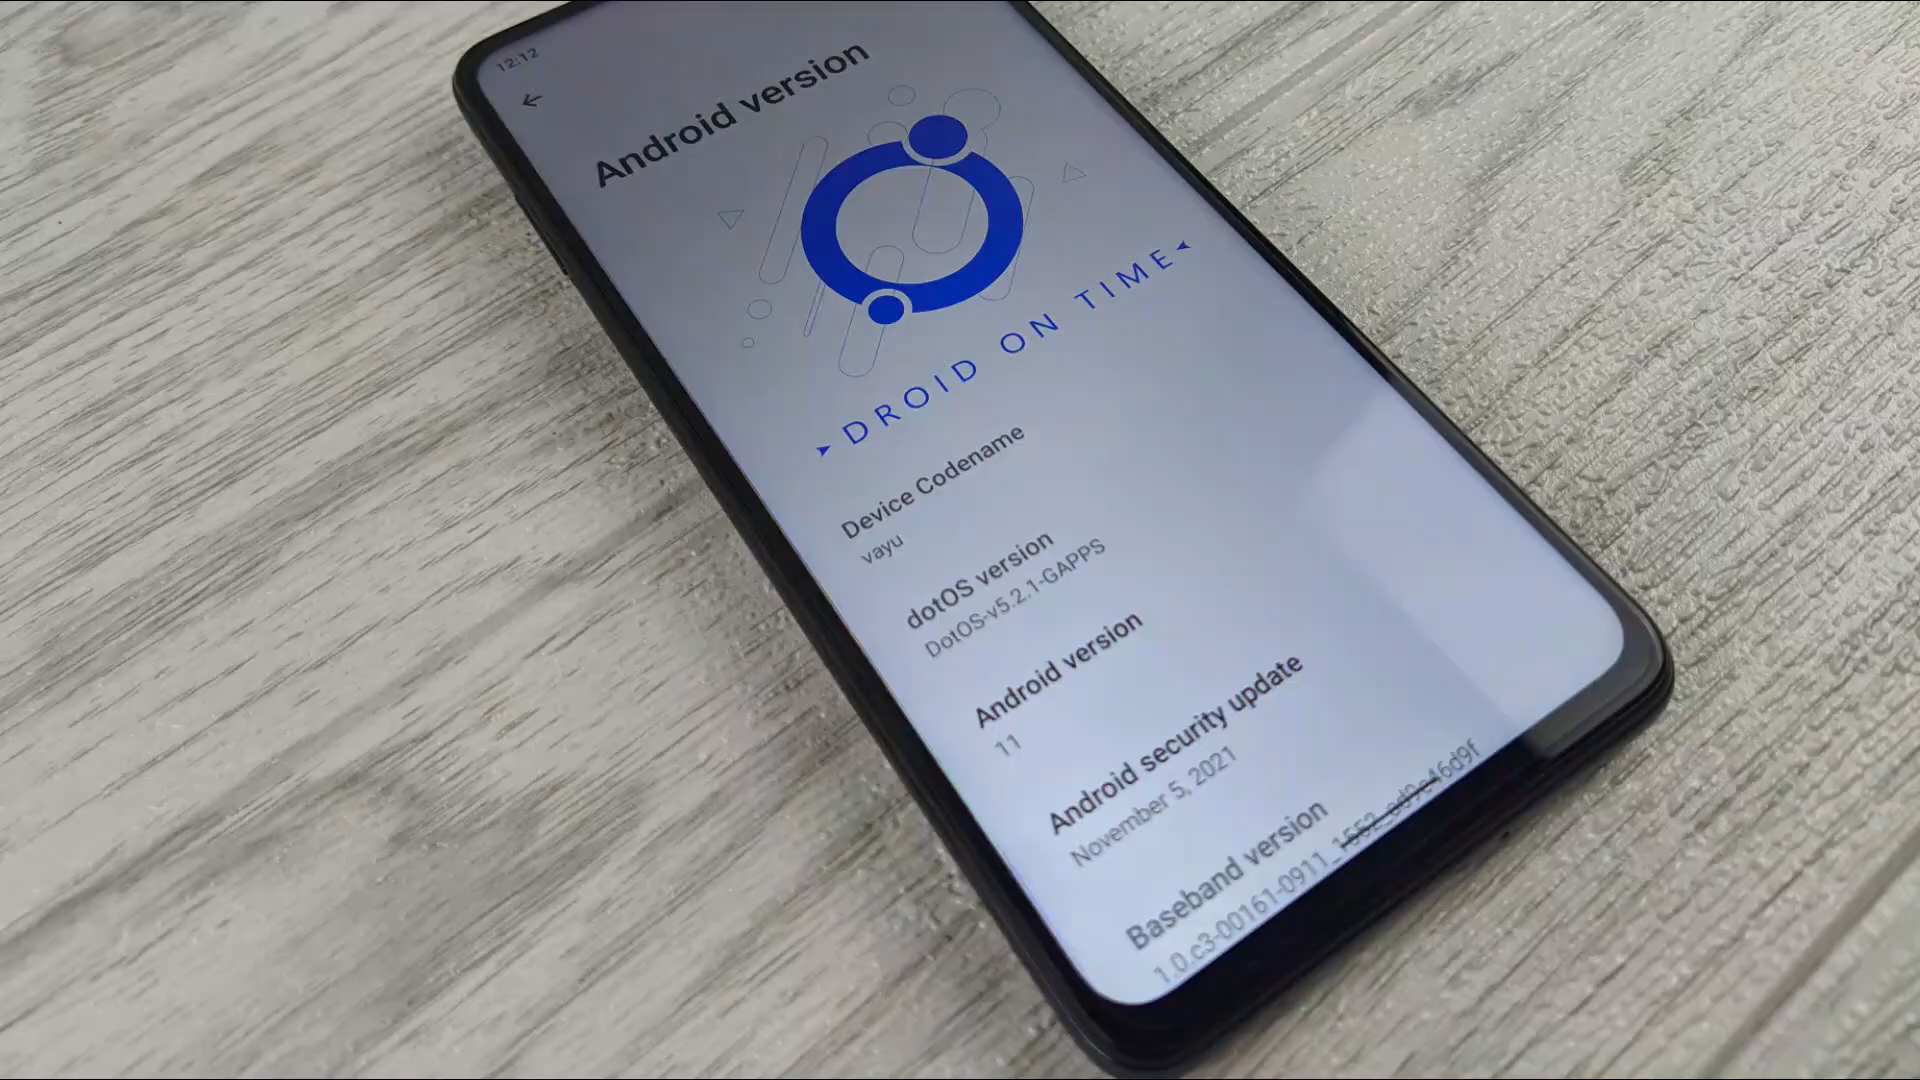 12:12
Android version
DROID ON TIME
Device Codename
vayu
dotOS version
DotOS-v5.2.1-GAPPS
Android version
11
Android security update
November 5, 2021
Baseband version